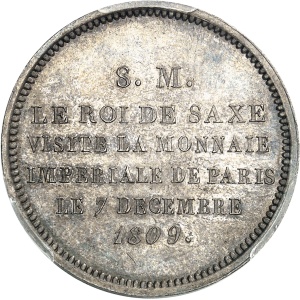 S. M.
LE ROI DE SAXE
VISITE LA MONNAIE
IMPERIALE DE PARIS
LE 7 DECEMBRE
1809.